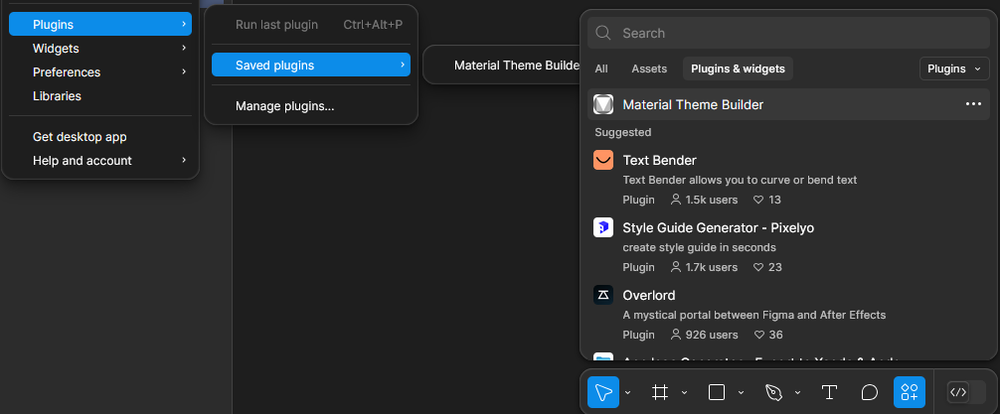 Plugins
Widgets
Preferences
Libraries
Get desktop app
Help and account
Run last plugin Ctrl+Alt+P
Saved plugins
Manage plugins...
Material Theme Builde
Search
All Assets Plugins & widgets Plugins
Material Theme Builder
Suggested
Text Bender
Text Bender allows you to curve or bend text
Plugin 1.5k users 13
Style Guide Generator - Pixelyo
create style guide in seconds
Plugin 1.7k users 23
Overlord
A mystical portal between Figma and After Effects
Plugin 926 users 36